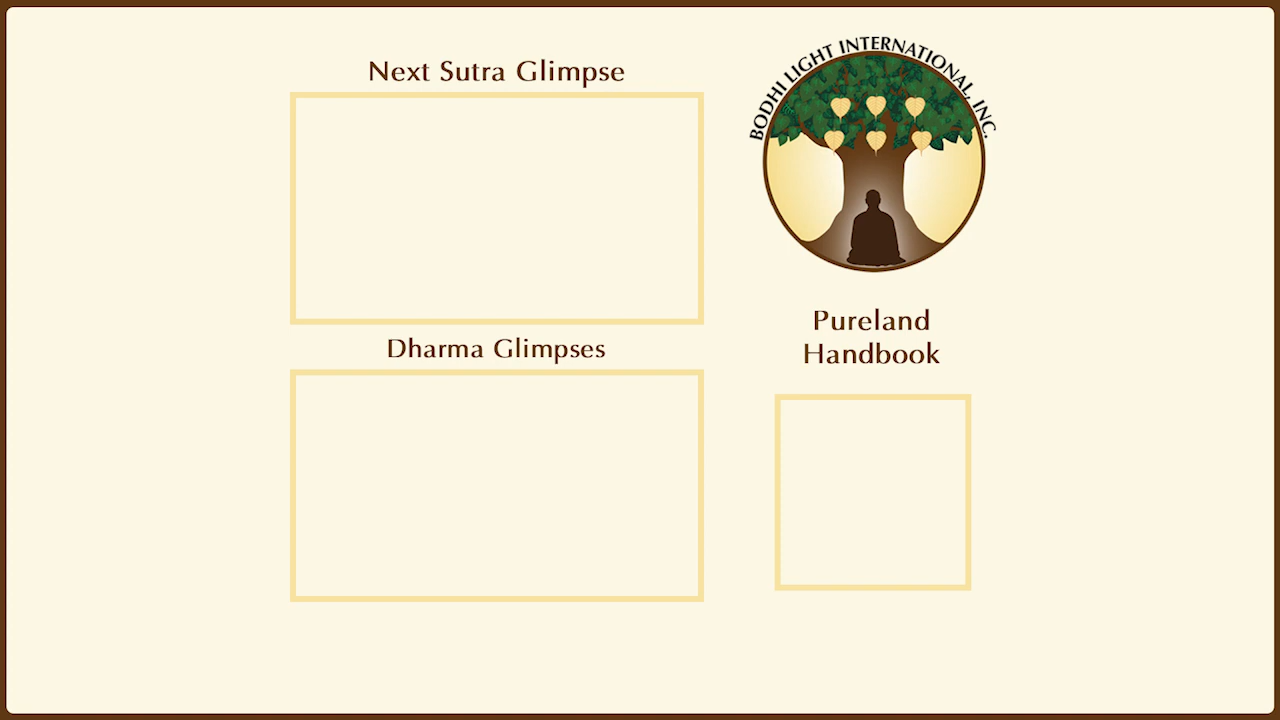 Next Sutra Glimpse
BODHI LIGHT INTERNATIONAL, INC.
Dharma Glimpses
Pureland
Handbook